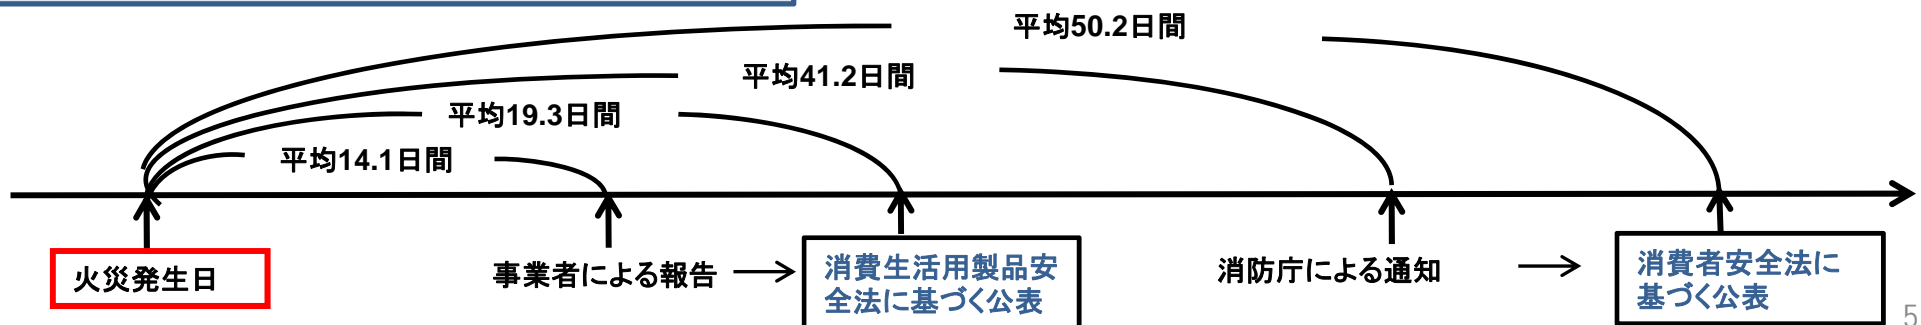 平均50.2日間
平均41.2日間
平均19.3日間
平均14.1日間
火災発生日
事業者による報告
消費生活用製品安
全法に基づく公表
消防庁による通知
消費者安全法に
基づく公表
5